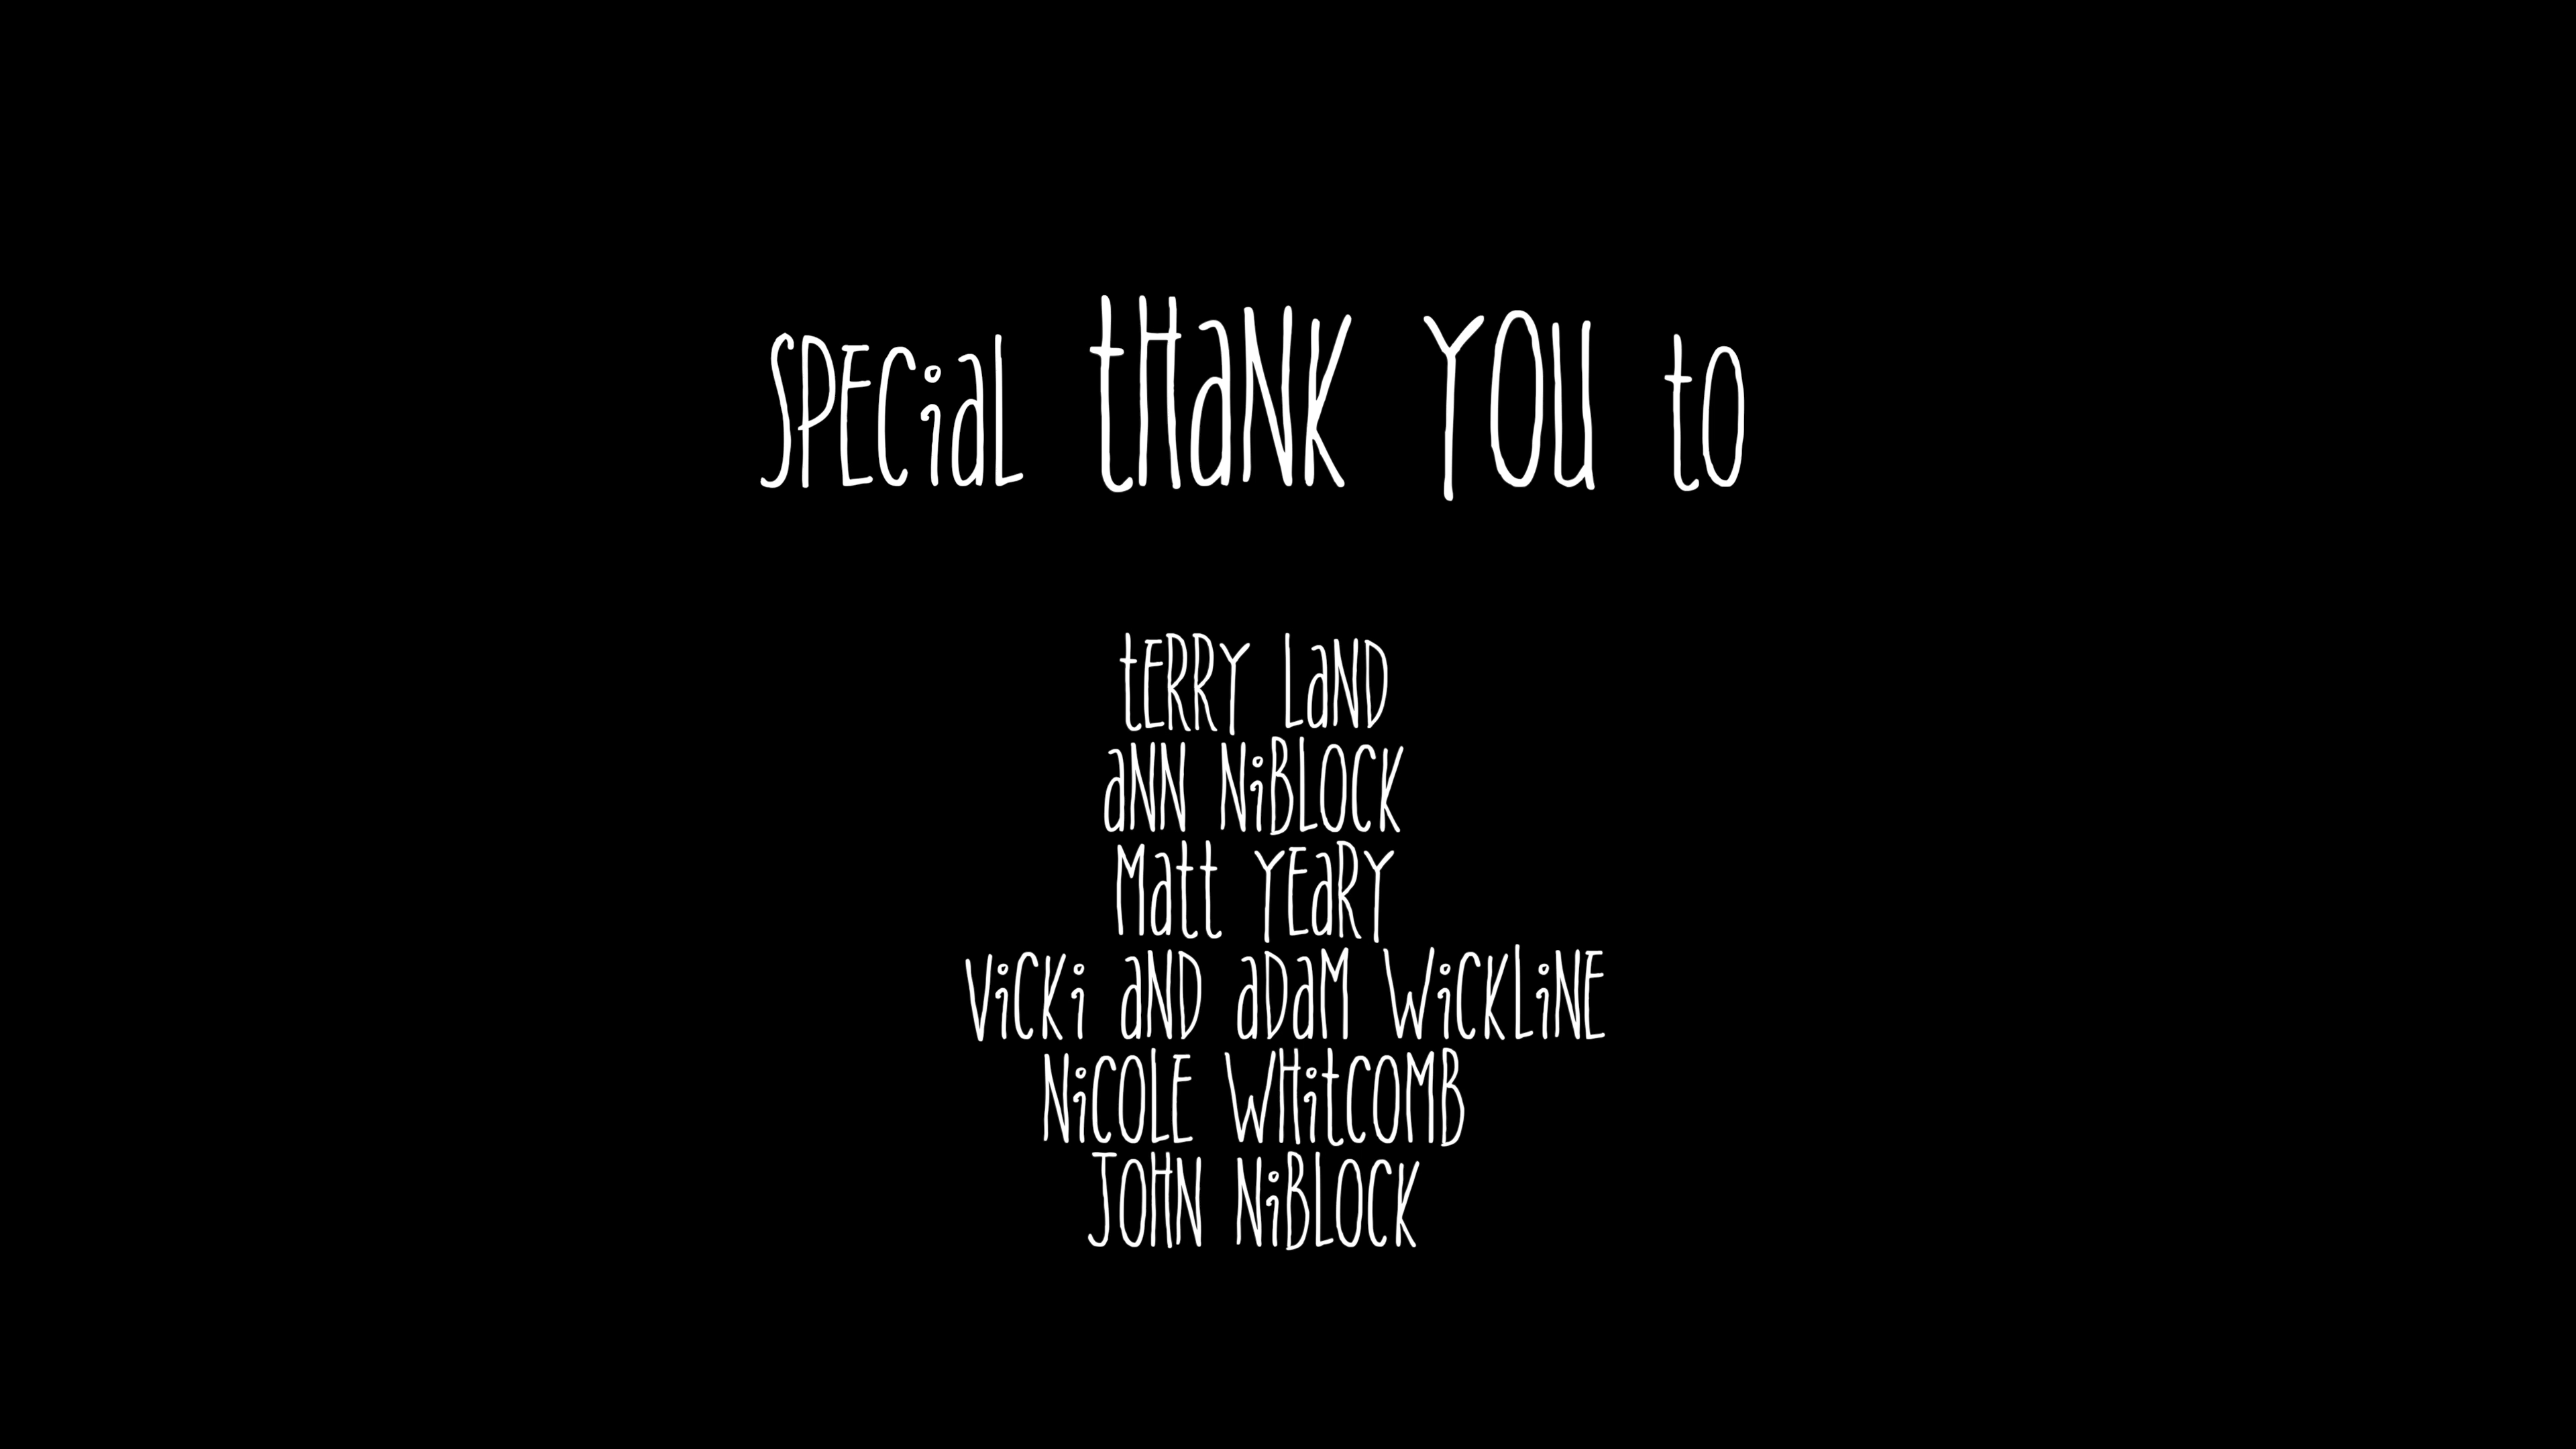 SPECiaL tHaNK YOU tO
tERRY LaND
aNN NiBLOCK
Matt YEaRY
ViCKi aND aDaM WiCKLiNE
NiCOLE WHitCOMB
JOHN NiBLOCK